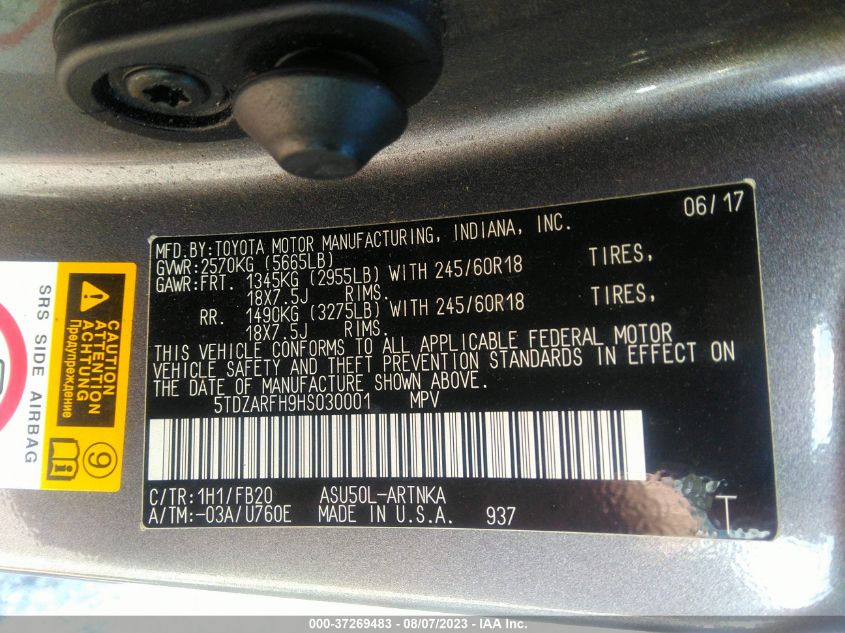 06/17
MFD.BY:TOYOTA MOTOR MANUFACTURING, INDIANA, INC.
GVWR:2570KG (5665LB)
GAWR:FRT. 1345KG (2955LB) WITH 245/60R18 TIRES,
18X7.5J RIMS.
RR. 1490KG (3275LB) WITH 245/60R18 TIRES,
18X7.5J RIMS.
THIS VEHICLE CONFORMS TO ALL APPLICABLE FEDERAL MOTOR
VEHICLE SAFETY AND THEFT PREVENTION STANDARDS IN EFFECT ON
THE DATE OF MANUFACTURE SHOWN ABOVE.
5TDZARFH9HS030001 MPV
C/TR:1H1/FB20 ASU50L-ARTNKA
A/TM:-03A/U760E MADE IN U.S.A. 937
T
SRS SIDE AIRBAG
CAUTION
ATTENTION
ACHTUNG
Предупреждение
9
000-37269483 - 08/07/2023 - IAA Inc.